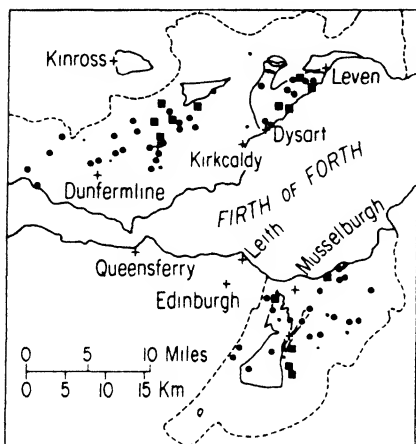 Kinross
Leven
Dysart
Kirkcaldy
Dunfermline
FIRTH OF FORTH
Leith
Musselburgh
Queensferry
Edinburgh
0 5 10 Miles
0 5 10 15 Km